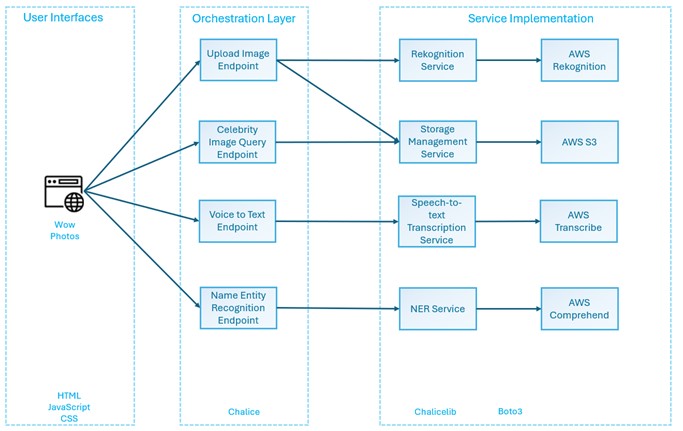 User Interfaces
Orchestration Layer
Service Implementation
Upload Image
Endpoint
Rekognition
Service
AWS
Rekognition
Celebrity
Image Query
Endpoint
Storage
Management
Service
AWS S3
Wow
Photos
Voice to Text
Endpoint
Speech-to-
text
Transcription
Service
AWS
Transcribe
Name Entity
Recognition
Endpoint
NER Service
AWS
Comprehend
HTML
JavaScript
CSS
Chalice
Chalicelib
Boto3